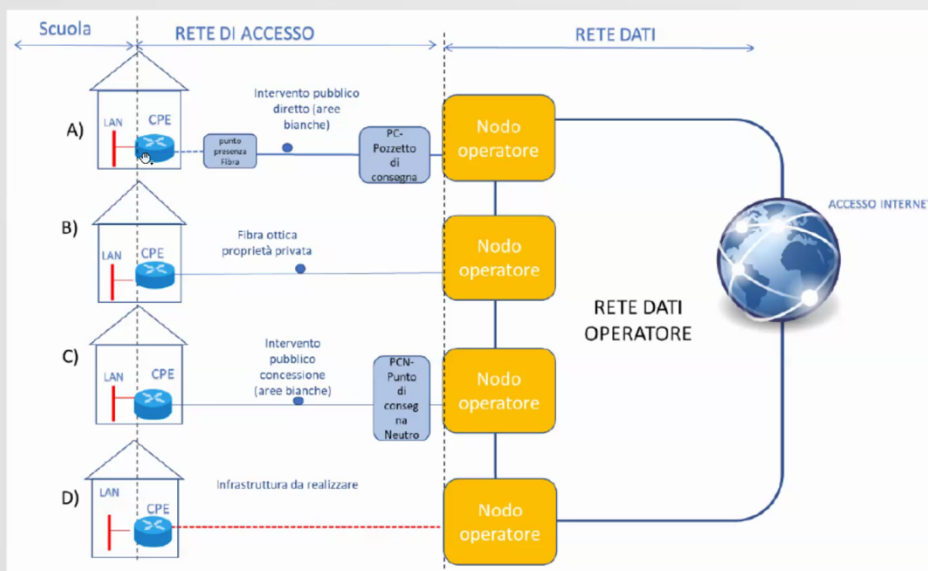 Scuola
RETE DI ACCESSO
RETE DATI
A)
LAN
CPE
punto
presenza
Fibra
Intervento pubblico
diretto (aree
bianche)
PC-
Pozzetto di
consegna
Nodo
operatore
B)
LAN
CPE
Fibra ottica
proprietà privata
Nodo
operatore
ACCESSO INTERNET
RETE DATI
OPERATORE
C)
LAN
CPE
Intervento
pubblico
concessione
(aree bianche)
PCN-
Punto
di
conseg
na
Neutro
Nodo
operatore
D)
LAN
CPE
Infrastruttura da realizzare
Nodo
operatore